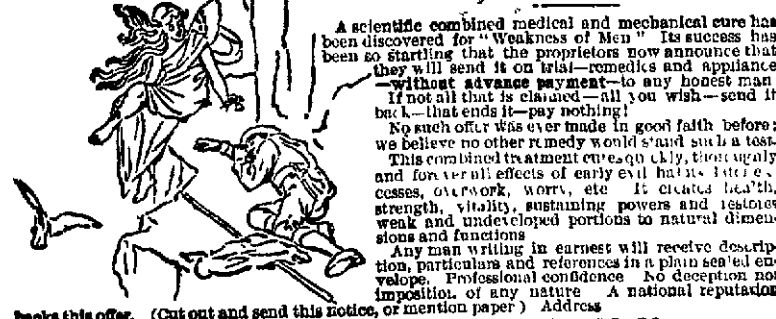 A scientific combined medical and mechanical cure has
been discovered for "Weakness of Men" Its success has
been so startling that the proprietors now announce that
they will send it on trial—remedies and appliance
—without advance payment—to any honest man
If not all that is claimed—all you wish—send it
back—that ends it—pay nothing!
No such offer was ever made in good faith before;
we believe no other remedy would stand such a test.
This combined treatment cures quickly, thoroughly
and forever all effects of early evil habits later ex-
cesses, overwork, worry, etc It creates health,
strength, vitality, sustaining powers and restores
weak and undeveloped portions to natural dimen
sions and functions
Any man writing in earnest will receive descrip-
tion, particulars and references in a plain sealed en-
velope. Professional confidence No deception nor
imposition of any nature A national reputation
backs this offer. (Cut out and send this notice, or mention paper) Address